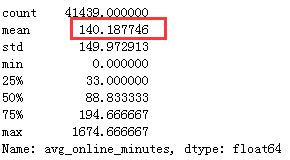 count 41439.000000
mean 140.187746
std 149.972913
min 0.000000
25% 33.000000
50% 88.833333
75% 194.666667
max 1674.666667
Name: avg_online_minutes, dtype: float64